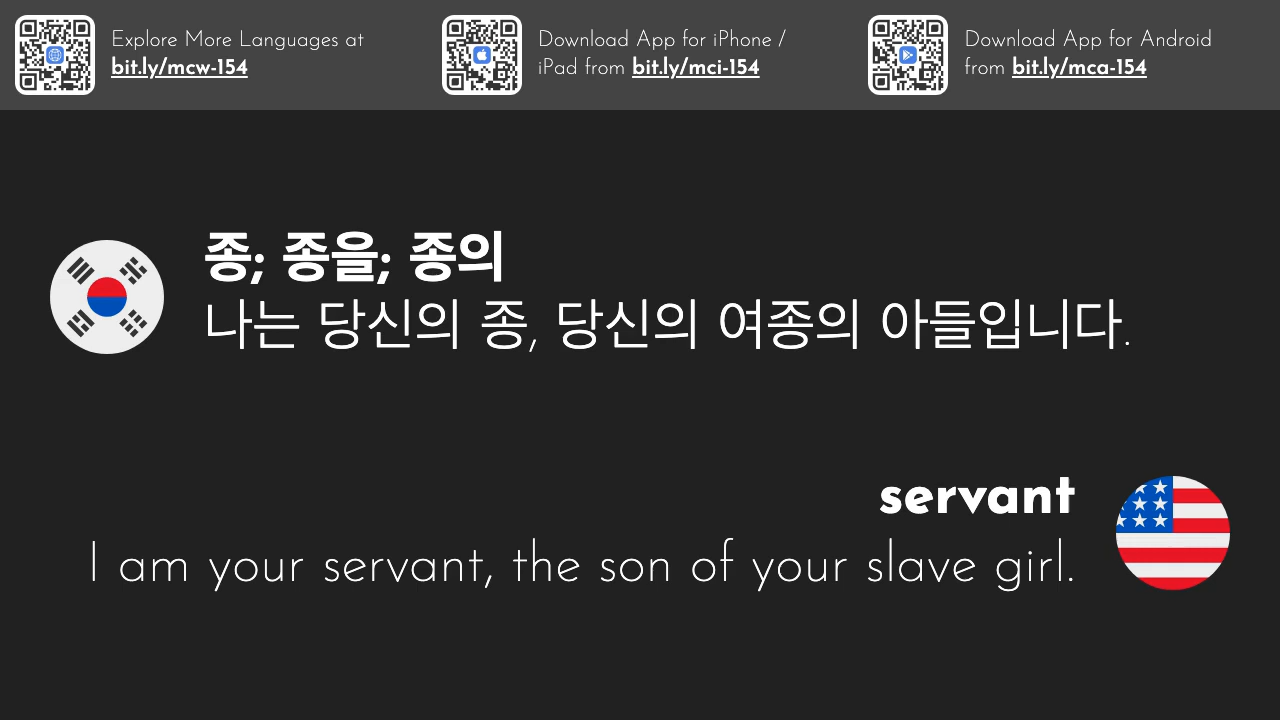 Explore More Languages at
bit.ly/mcw-154
Download App for iPhone /
iPad from bit.ly/mci-154
Download App for Android
from bit.ly/mca-154
종; 종을; 종의
나는 당신의 종, 당신의 여종의 아들입니다.
servant
I am your servant, the son of your slave girl.